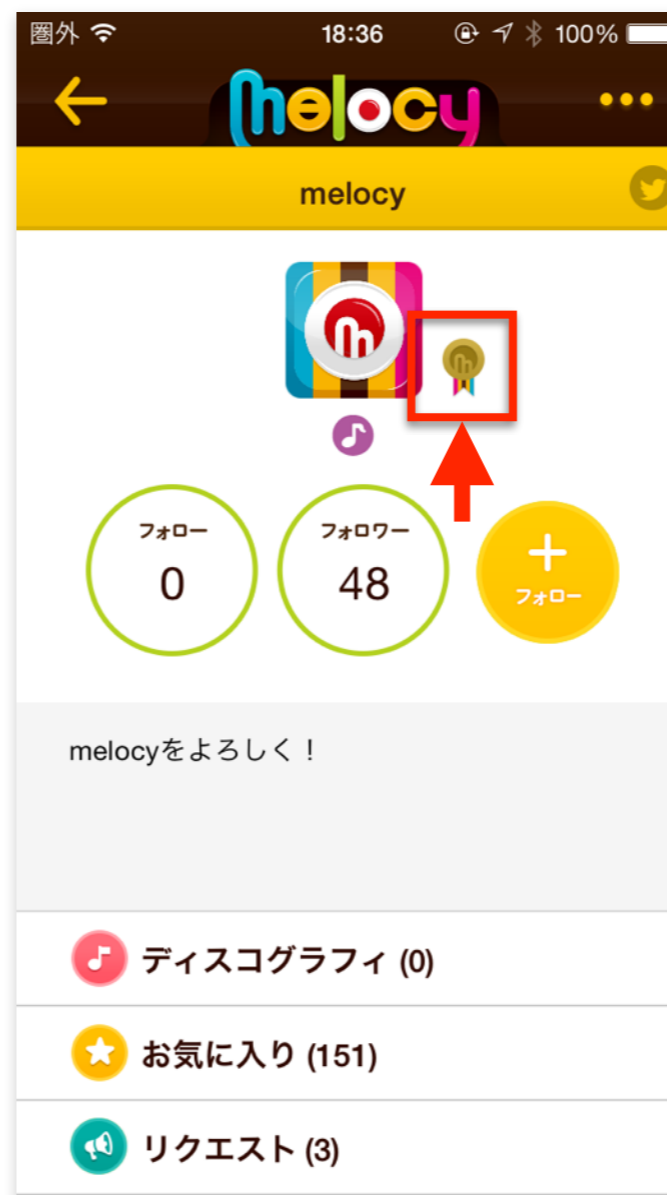 圏外 18:36 100%
melocy
melocy
フォロー
0
フォロワー
48
フォロー
melocyをよろしく！
ディスコグラフィ (0)
お気に入り (151)
リクエスト (3)